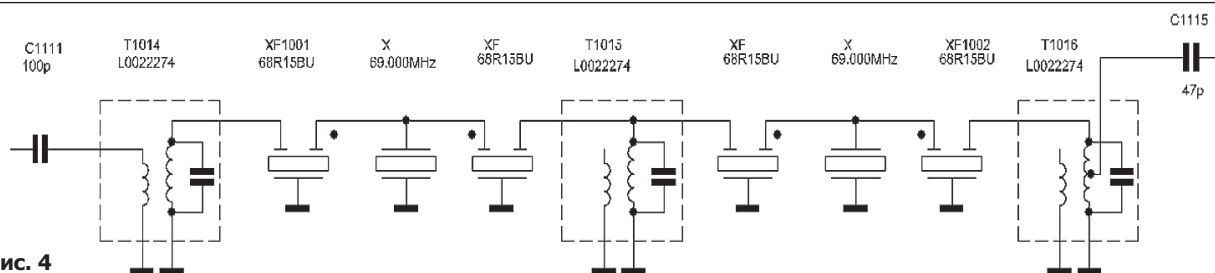 C1115
C1111 T1014 XF1001 X XF T1015 XF X XF1002 T1016
100p L0022274 68R15BU 69.000MHz 68R15BU L0022274 68R15BU 69.000MHz 68R15BU L0022274
47p
ис. 4